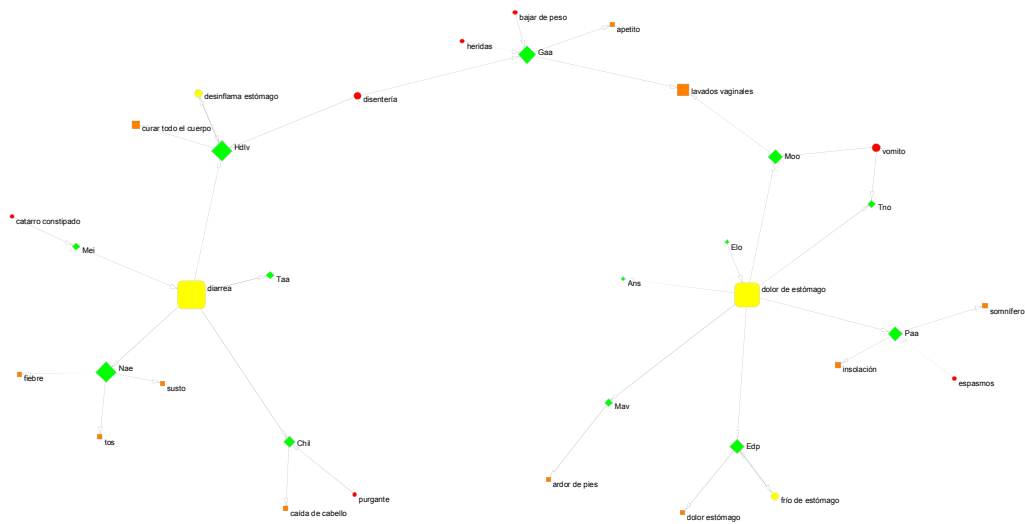 bajar de peso
apetito
heridas
Gaa
lavados vaginales
desinflama estómago
disentería
curar todo el cuerpo
Hdlv
vomito
Moo
Tno
catarro constipado
Mei
Elo
Taa
Ans
diarrea
dolor de estómago
somnífero
Paa
insolación
Nae
fiebre
susto
espasmos
Mav
tos
Chil
Edp
ardor de pies
purgante
frío de estómago
caída de cabello
dolor estómago